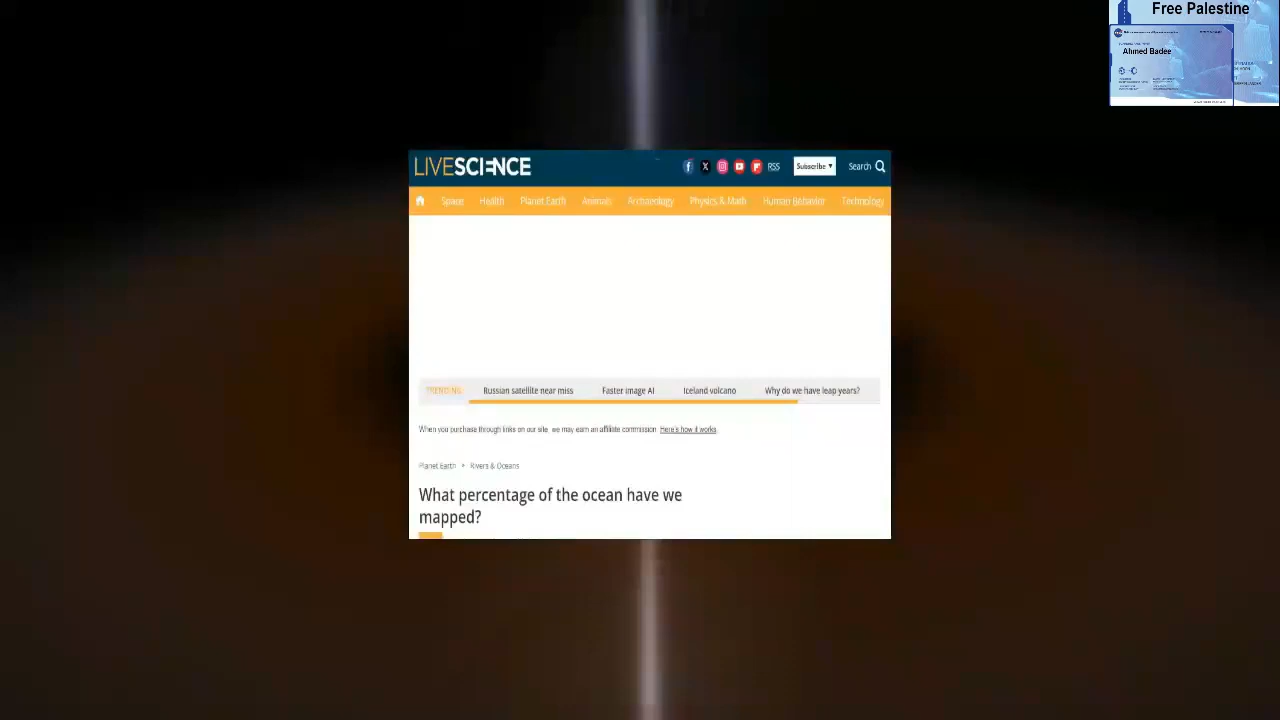 Free Palestine
Ahmed Badee
LIVESCIENCE
RSS
Subscribe ▾
Search
Space Health Planet Earth Animals Archaeology Physics & Math Human Behavior Technology
TRENDING Russian satellite near miss Faster image AI Iceland volcano Why do we have leap years?
When you purchase through links on our site, we may earn an affiliate commission. Here's how it works.
Planet Earth Rivers & Oceans
What percentage of the ocean have we
mapped?